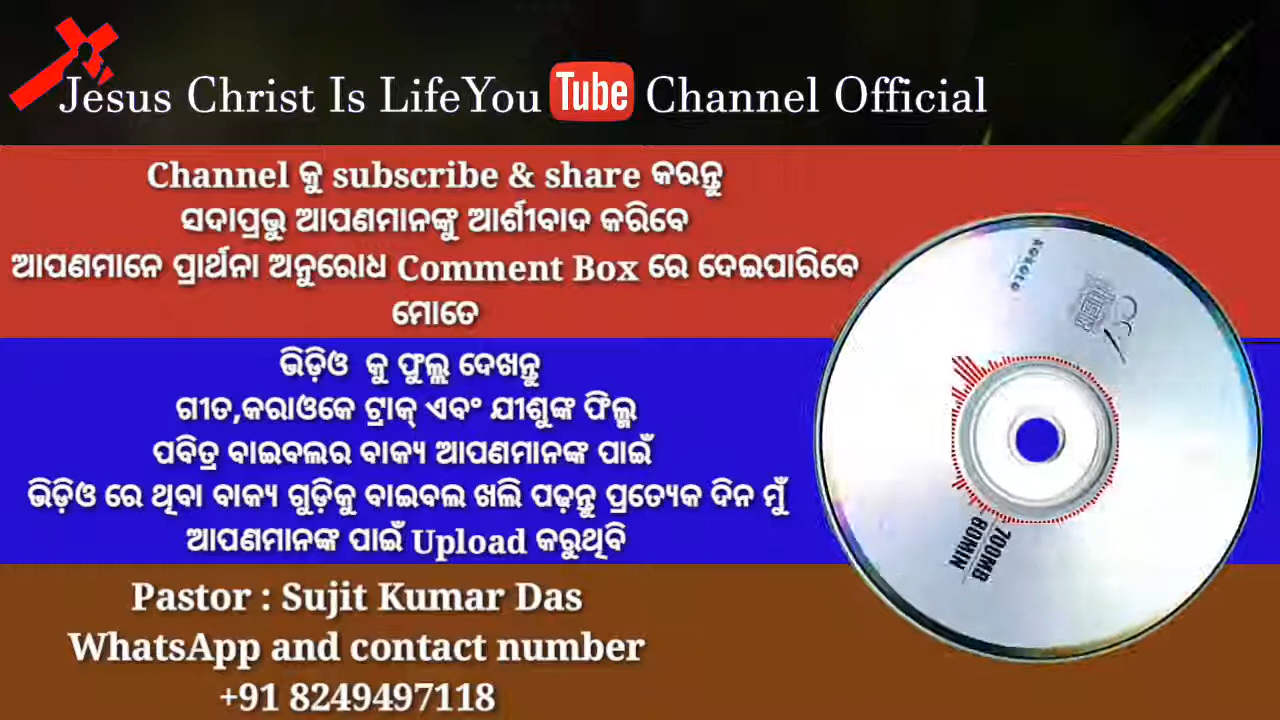 Jesus Christ Is LifeYou Tube Channel Official
Channel କୁ subscribe & share କରନ୍ତୁ
ସଦାପ୍ରଭୁ ଆପଣମାନଙ୍କୁ ଆର୍ଶୀବାଦ କରିବେ
ଆପଣମାନେ ପ୍ରାର୍ଥନା ଅନୁରୋଧ Comment Box ରେ ଦେଇପାରିବେ
ମୋତେ
ଭିଡ଼ିଓ କୁ ଫୁଲ୍ଲ ଦେଖନ୍ତୁ
ଗୀତ,କରାଓକେ ଟ୍ରାକ୍ ଏବଂ ଯୀଶୁଙ୍କ ଫିଲ୍ମ
ପବିତ୍ର ବାଇବଲର ବାକ୍ୟ ଆପଣମାନଙ୍କ ପାଇଁ
ଭିଡ଼ିଓ ରେ ଥିବା ବାକ୍ୟ ଗୁଡ଼ିକୁ ବାଇବଲ ଖଲି ପଢ଼ନ୍ତୁ ପ୍ରତ୍ୟେକ ଦିନ ମୁଁ
ଆପଣମାନଙ୍କ ପାଇଁ Upload କରୁଥିବି
Pastor : Sujit Kumar Das
WhatsApp and contact number
+91 8249497118
700MB
80MIN